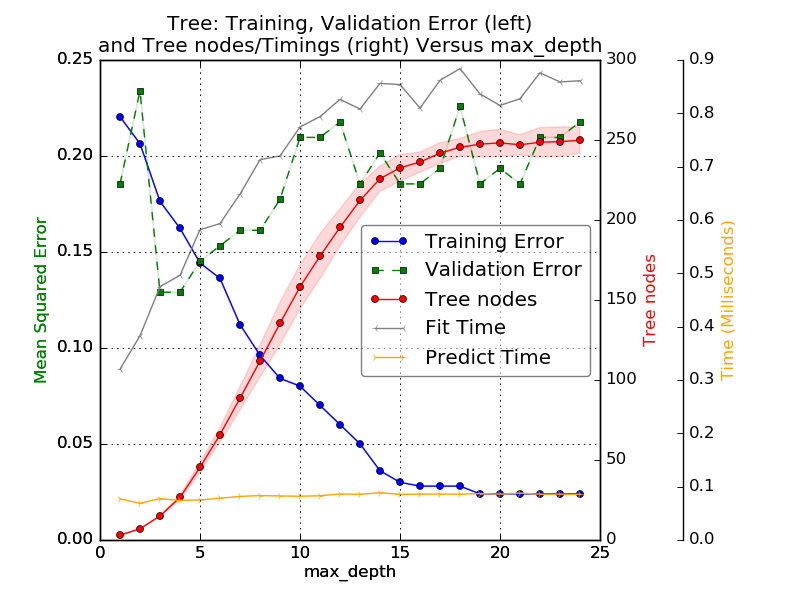 Tree: Training, Validation Error (left)
and Tree nodes/Timings (right) Versus max_depth
0.25
0.20
0.15
0.10
0.05
0.00
Mean Squared Error
0
5
10
15
20
25
max_depth
Training Error
Validation Error
Tree nodes
Fit Time
Predict Time
300
250
200
150
100
50
0
Tree nodes
0.9
0.8
0.7
0.6
0.5
0.4
0.3
0.2
0.1
0.0
Time (Milliseconds)